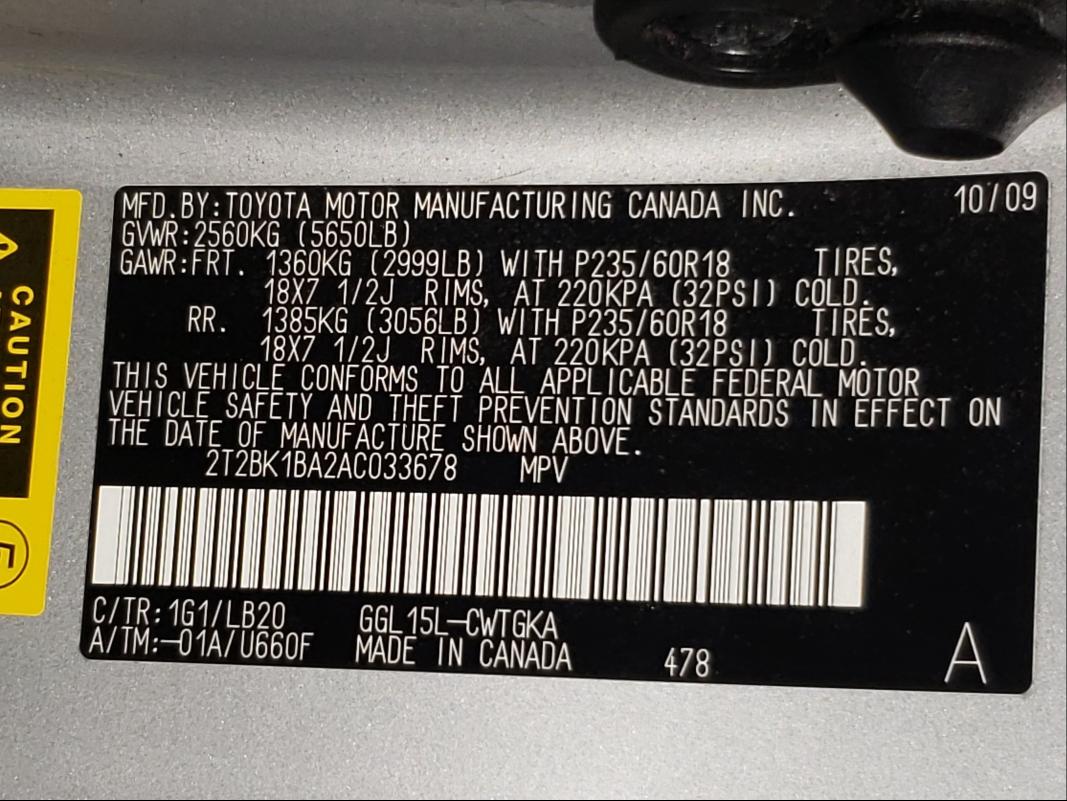 MFD.BY:TOYOTA MOTOR MANUFACTURING CANADA INC. 10/09
GVWR:2560KG (5650LB)
GAWR:FRT. 1360KG (2999LB) WITH P235/60R18 TIRES,
18X7 1/2J RIMS, AT 220KPA (32PSI) COLD.
RR. 1385KG (3056LB) WITH P235/60R18 TIRES,
18X7 1/2J RIMS, AT 220KPA (32PSI) COLD.
THIS VEHICLE CONFORMS TO ALL APPLICABLE FEDERAL MOTOR
VEHICLE SAFETY AND THEFT PREVENTION STANDARDS IN EFFECT ON
THE DATE OF MANUFACTURE SHOWN ABOVE.
2T2BK1BA2AC033678 MPV
C/TR:1G1/LB20 GGL15L-CWTGKA
A/TM:-01A/U660F MADE IN CANADA 478 A
CAUTION